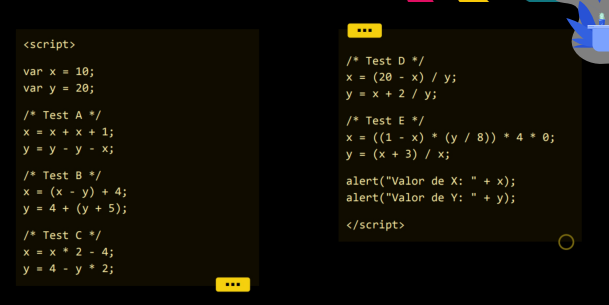 <script>
var x = 10;
var y = 20;
/* Test A */
x = x + x + 1;
y = y - y - x;
/* Test B */
x = (x - y) + 4;
y = 4 + (y + 5);
/* Test C */
x = x * 2 - 4;
y = 4 - y * 2;
/* Test D */
x = (20 - x) / y;
y = x + 2 / y;
/* Test E */
x = ((1 - x) * (y / 8)) * 4 * 0;
y = (x + 3) / x;
alert("Valor de X: " + x);
alert("Valor de Y: " + y);
</script>